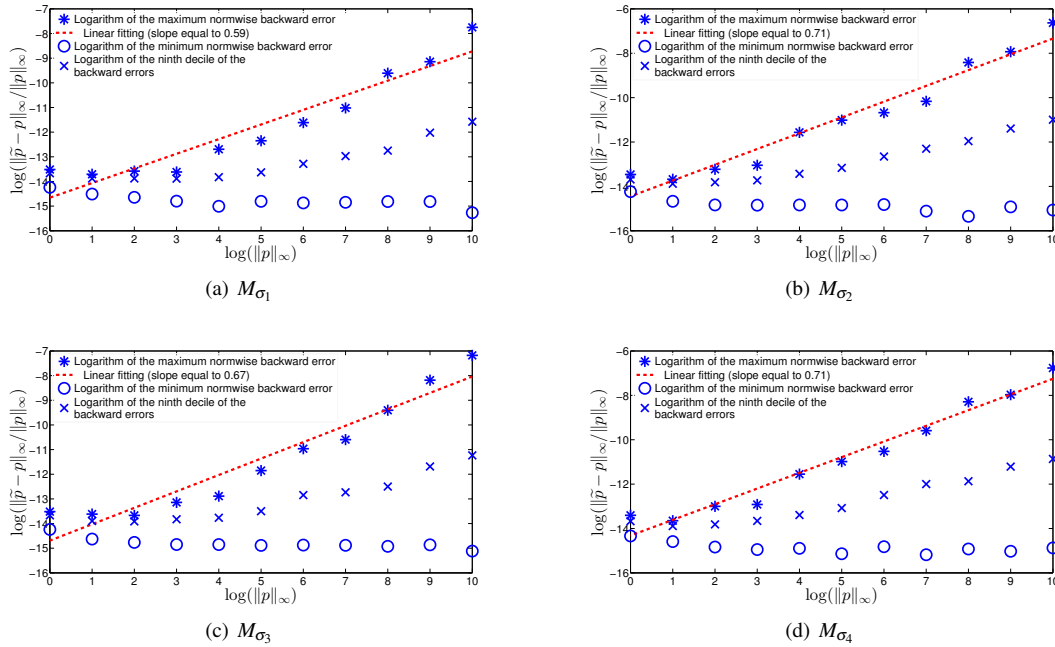 -7
-8
-9
-10
-11
-12
-13
-14
-15
-16
log(‖p̃ − p‖∞/‖p‖∞)
Logarithm of the maximum normwise backward error
Linear fitting (slope equal to 0.59)
Logarithm of the minimum normwise backward error
Logarithm of the ninth decile of the
backward errors
0 1 2 3 4 5 6 7 8 9 10
log(‖p‖∞)
(a) Mσ1
-6
-8
-10
-12
-14
-16
log(‖p̃ − p‖∞/‖p‖∞)
Logarithm of the maximum normwise backward error
Linear fitting (slope equal to 0.71)
Logarithm of the minimum normwise backward error
Logarithm of the ninth decile of the
backward errors
0 1 2 3 4 5 6 7 8 9 10
log(‖p‖∞)
(b) Mσ2
-7
-8
-9
-10
-11
-12
-13
-14
-15
-16
log(‖p̃ − p‖∞/‖p‖∞)
Logarithm of the maximum normwise backward error
Linear fitting (slope equal to 0.67)
Logarithm of the minimum normwise backward error
Logarithm of the ninth decile of the
backward errors
0 1 2 3 4 5 6 7 8 9 10
log(‖p‖∞)
(c) Mσ3
-6
-8
-10
-12
-14
-16
log(‖p̃ − p‖∞/‖p‖∞)
Logarithm of the maximum normwise backward error
Linear fitting (slope equal to 0.71)
Logarithm of the minimum normwise backward error
Logarithm of the ninth decile of the
backward errors
0 1 2 3 4 5 6 7 8 9 10
log(‖p‖∞)
(d) Mσ4